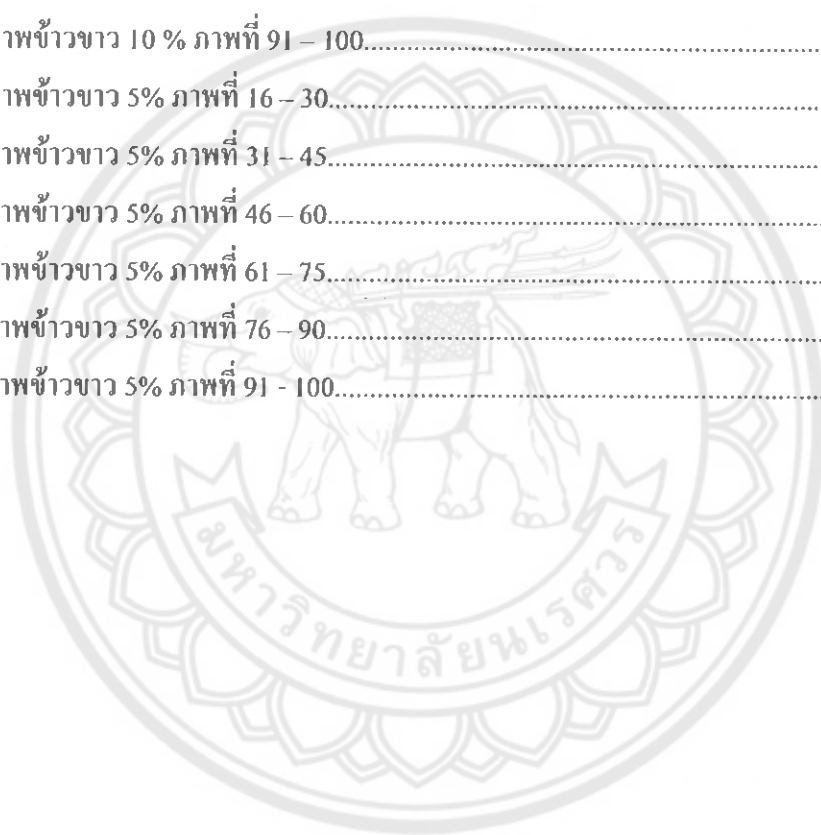 าพข้าวขาว 10 % ภาพที่ 91 – 100
าพข้าวขาว 5% ภาพที่ 16 – 30
าพข้าวขาว 5% ภาพที่ 31 – 45
าพข้าวขาว 5% ภาพที่ 46 – 60
าพข้าวขาว 5% ภาพที่ 61 – 75
าพข้าวขาว 5% ภาพที่ 76 – 90
าพข้าวขาว 5% ภาพที่ 91 - 100
มหาวิทยาลัยนเรศวร